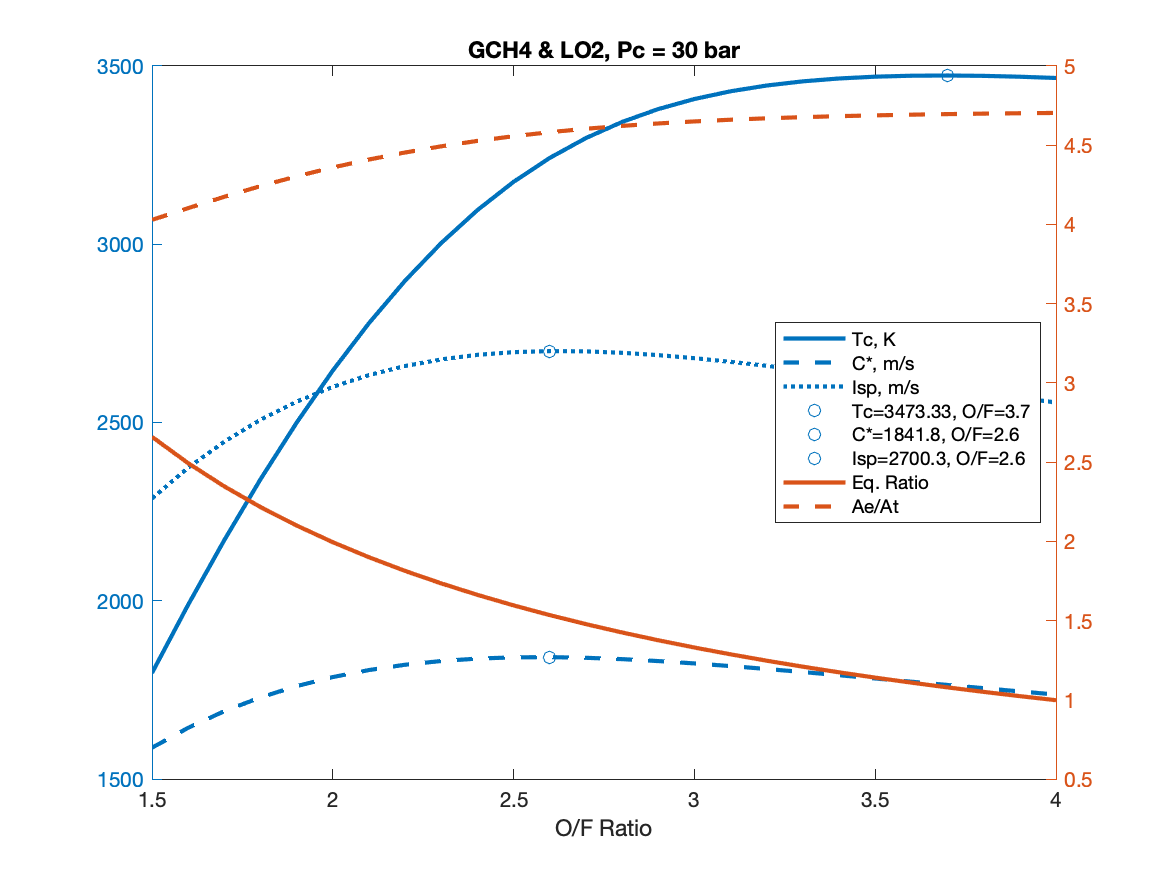 GCH4 & LO2, Pc = 30 bar
3500
3000
2500
2000
1500
5
4.5
4
3.5
3
2.5
2
1.5
1
0.5
Tc, K
C*, m/s
Isp, m/s
Tc=3473.33, O/F=3.7
C*=1841.8, O/F=2.6
Isp=2700.3, O/F=2.6
Eq. Ratio
Ae/At
1.5 2 2.5 3 3.5 4
O/F Ratio